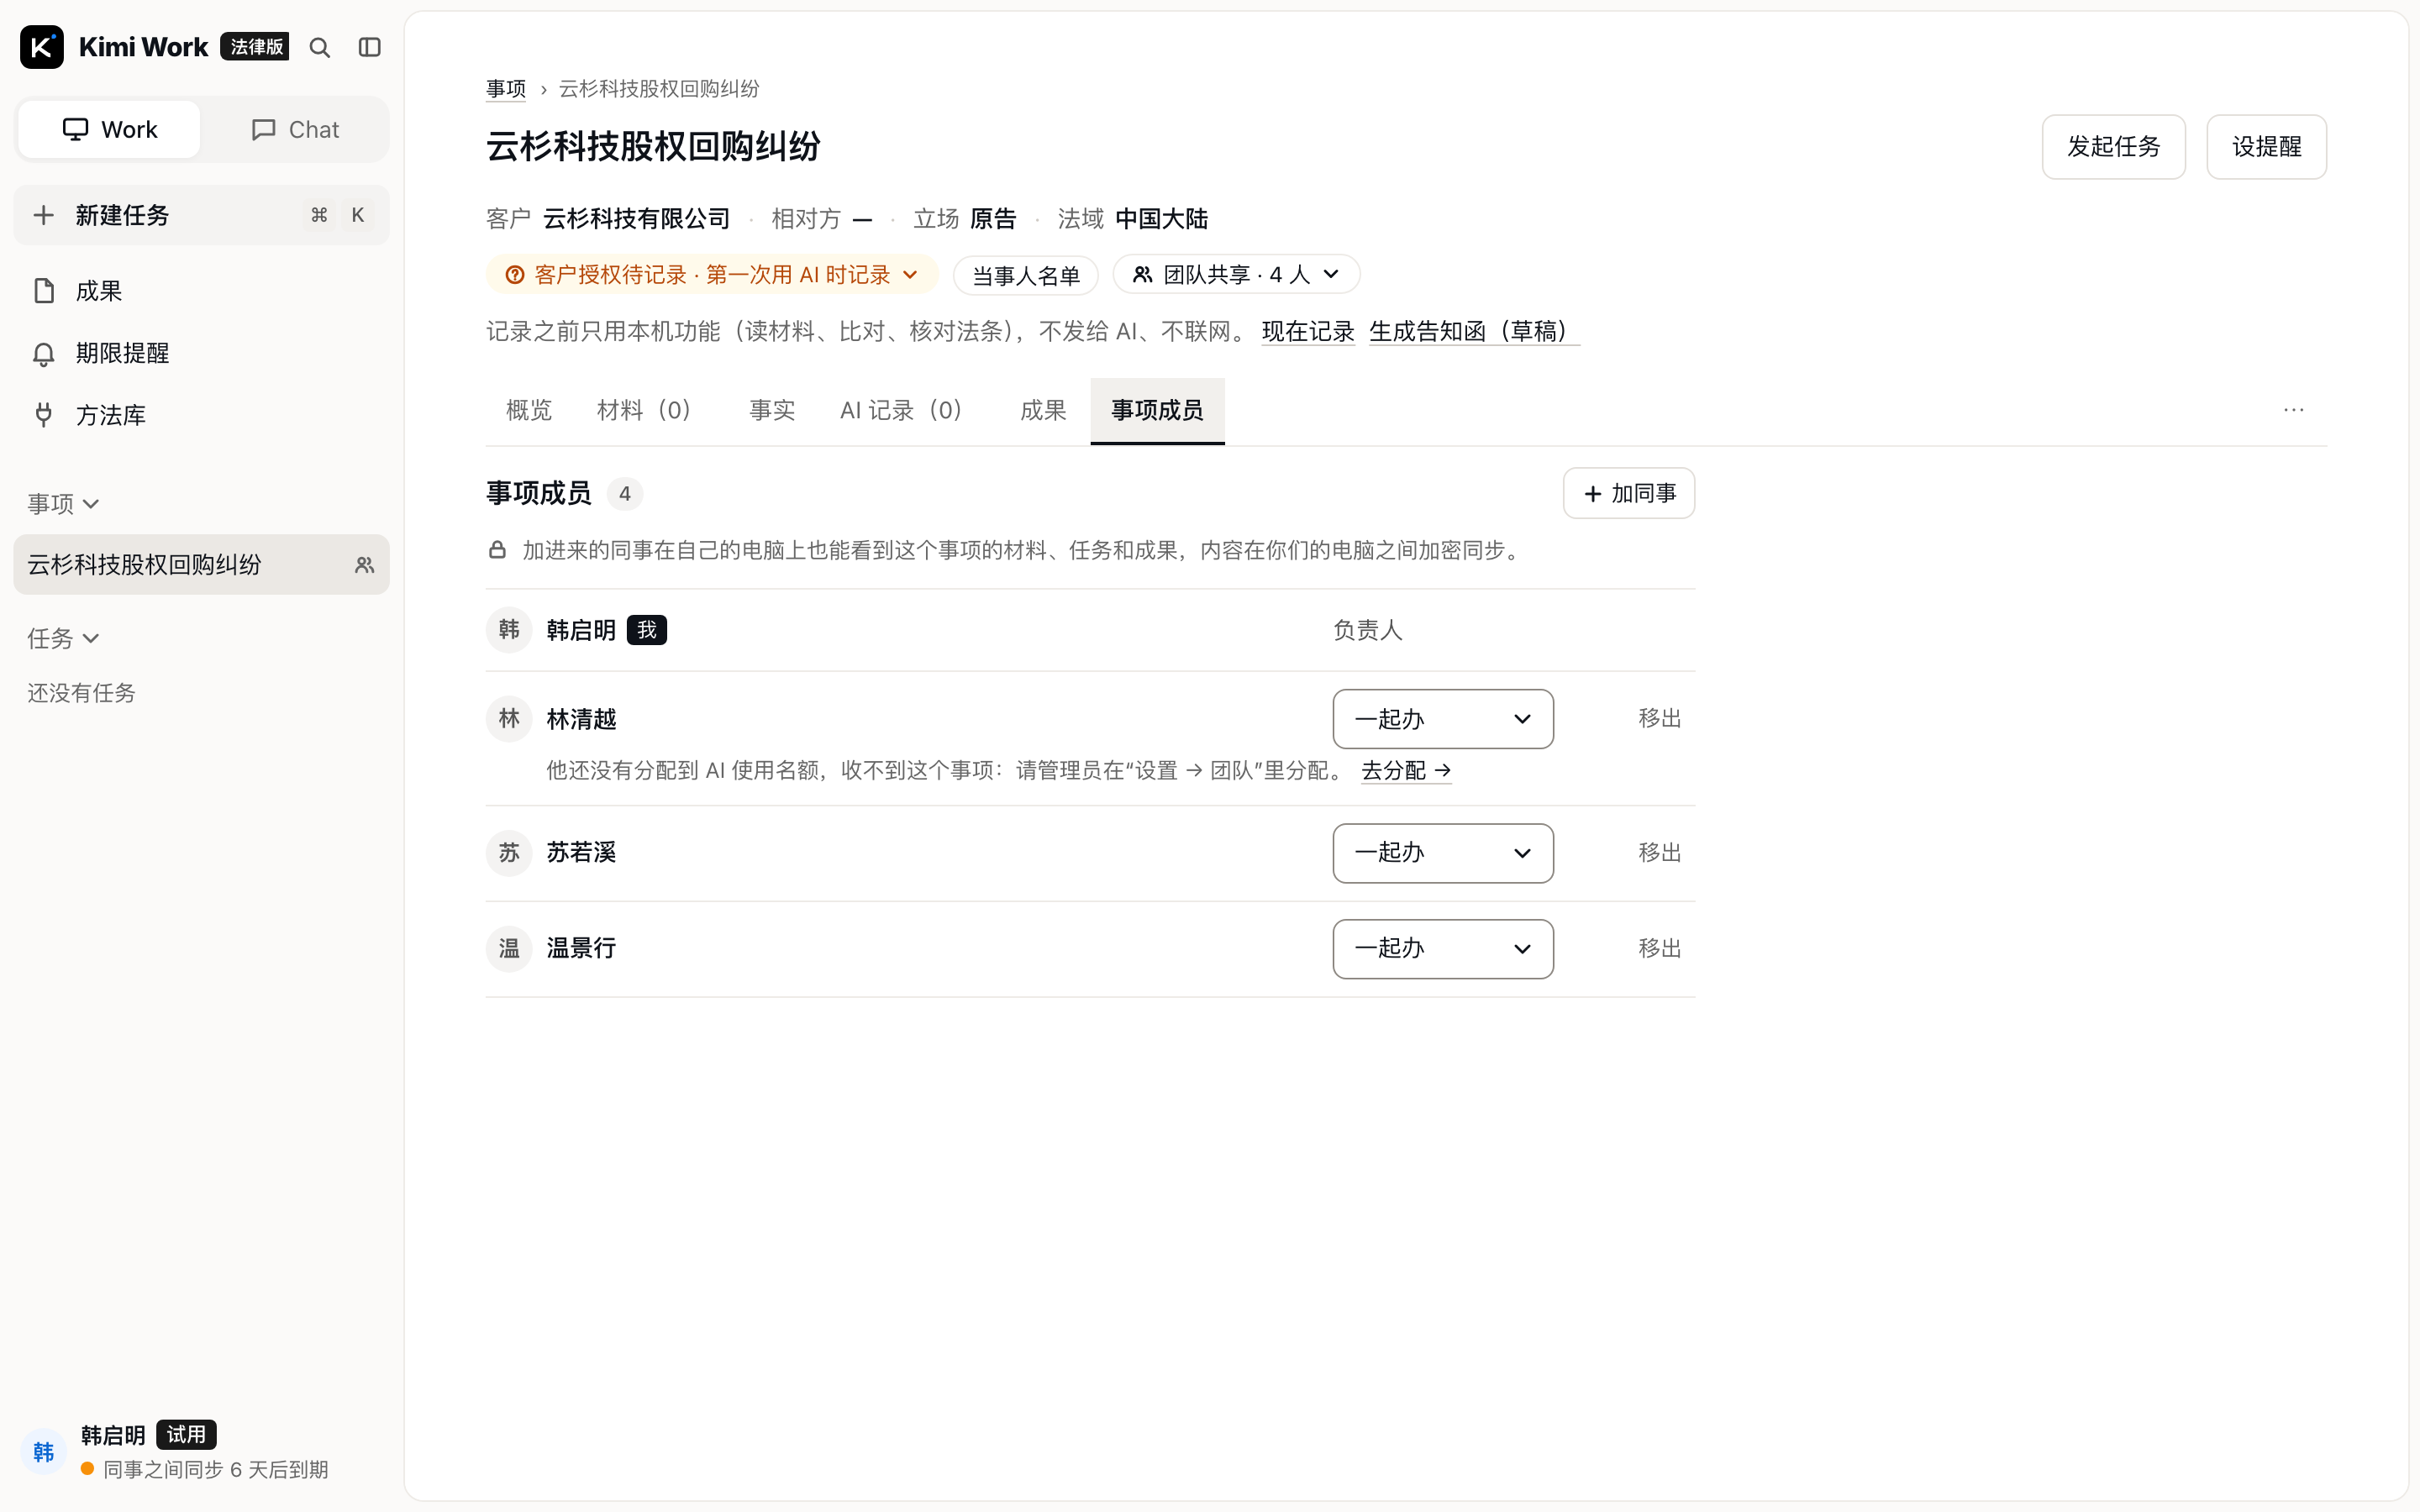 Kimi Work 法律版
Work
Chat
新建任务 ⌘ K
成果
期限提醒
方法库
事项
云杉科技股权回购纠纷
任务
还没有任务
韩 韩启明 试用
同事之间同步 6 天后到期
事项 › 云杉科技股权回购纠纷
云杉科技股权回购纠纷
发起任务
设提醒
客户 云杉科技有限公司 · 相对方 — · 立场 原告 · 法域 中国大陆
客户授权待记录 · 第一次用 AI 时记录
当事人名单
团队共享 · 4 人
记录之前只用本机功能（读材料、比对、核对法条），不发给 AI、不联网。 现在记录 生成告知函（草稿）
概览 材料（0） 事实 AI 记录（0） 成果 事项成员 ···
事项成员 4
+ 加同事
加进来的同事在自己的电脑上也能看到这个事项的材料、任务和成果，内容在你们的电脑之间加密同步。
韩 韩启明 我 负责人
林 林清越 一起办 移出
他还没有分配到 AI 使用名额，收不到这个事项：请管理员在“设置 → 团队”里分配。 去分配 →
苏 苏若溪 一起办 移出
温 温景行 一起办 移出